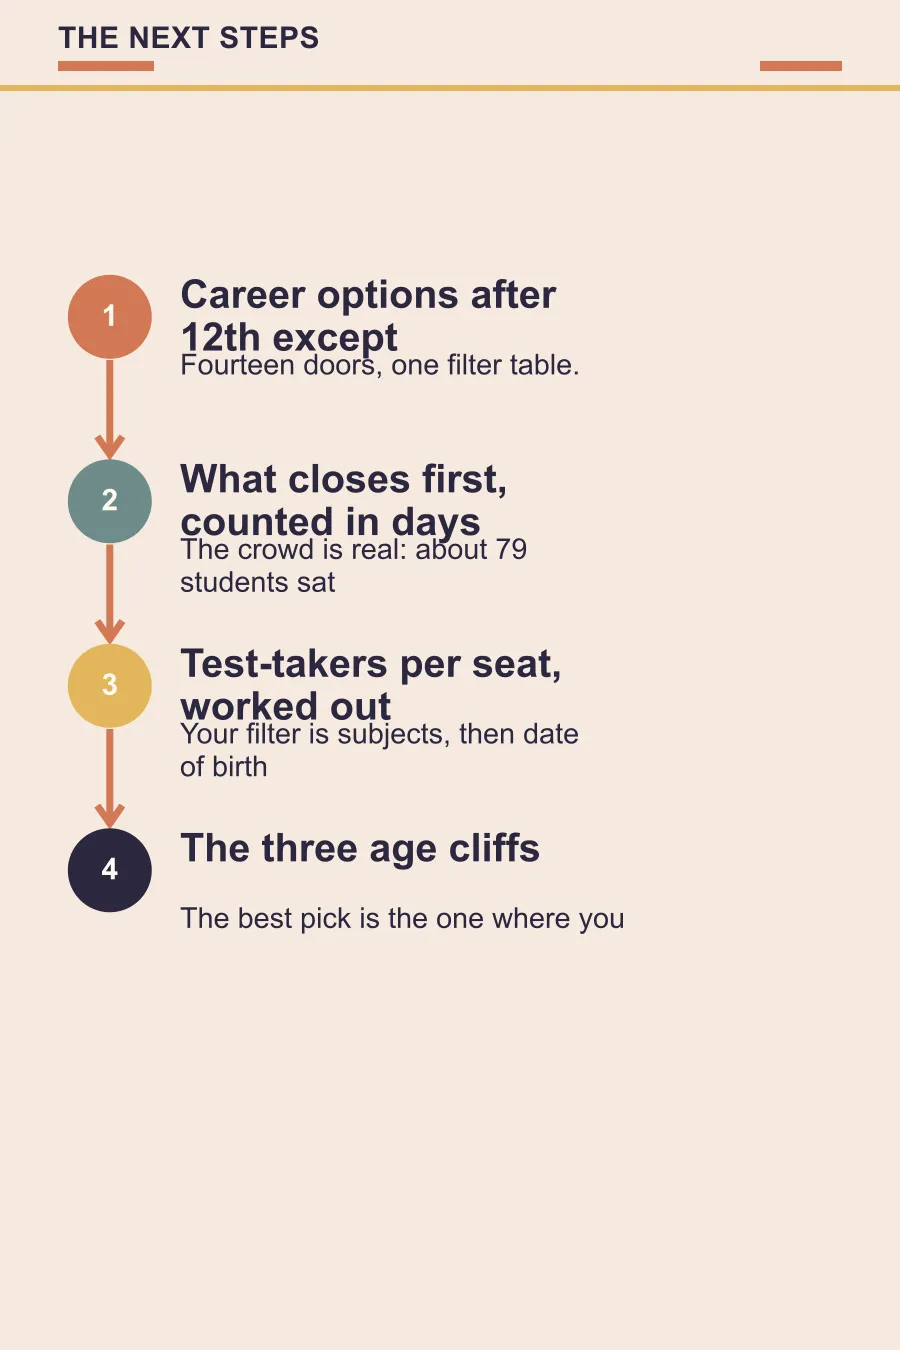 THE NEXT STEPS
1
Career options after
12th except
Fourteen doors, one filter table.
2
What closes first,
counted in days
The crowd is real: about 79
students sat
3
Test-takers per seat,
worked out
Your filter is subjects, then date
of birth
4
The three age cliffs
The best pick is the one where you